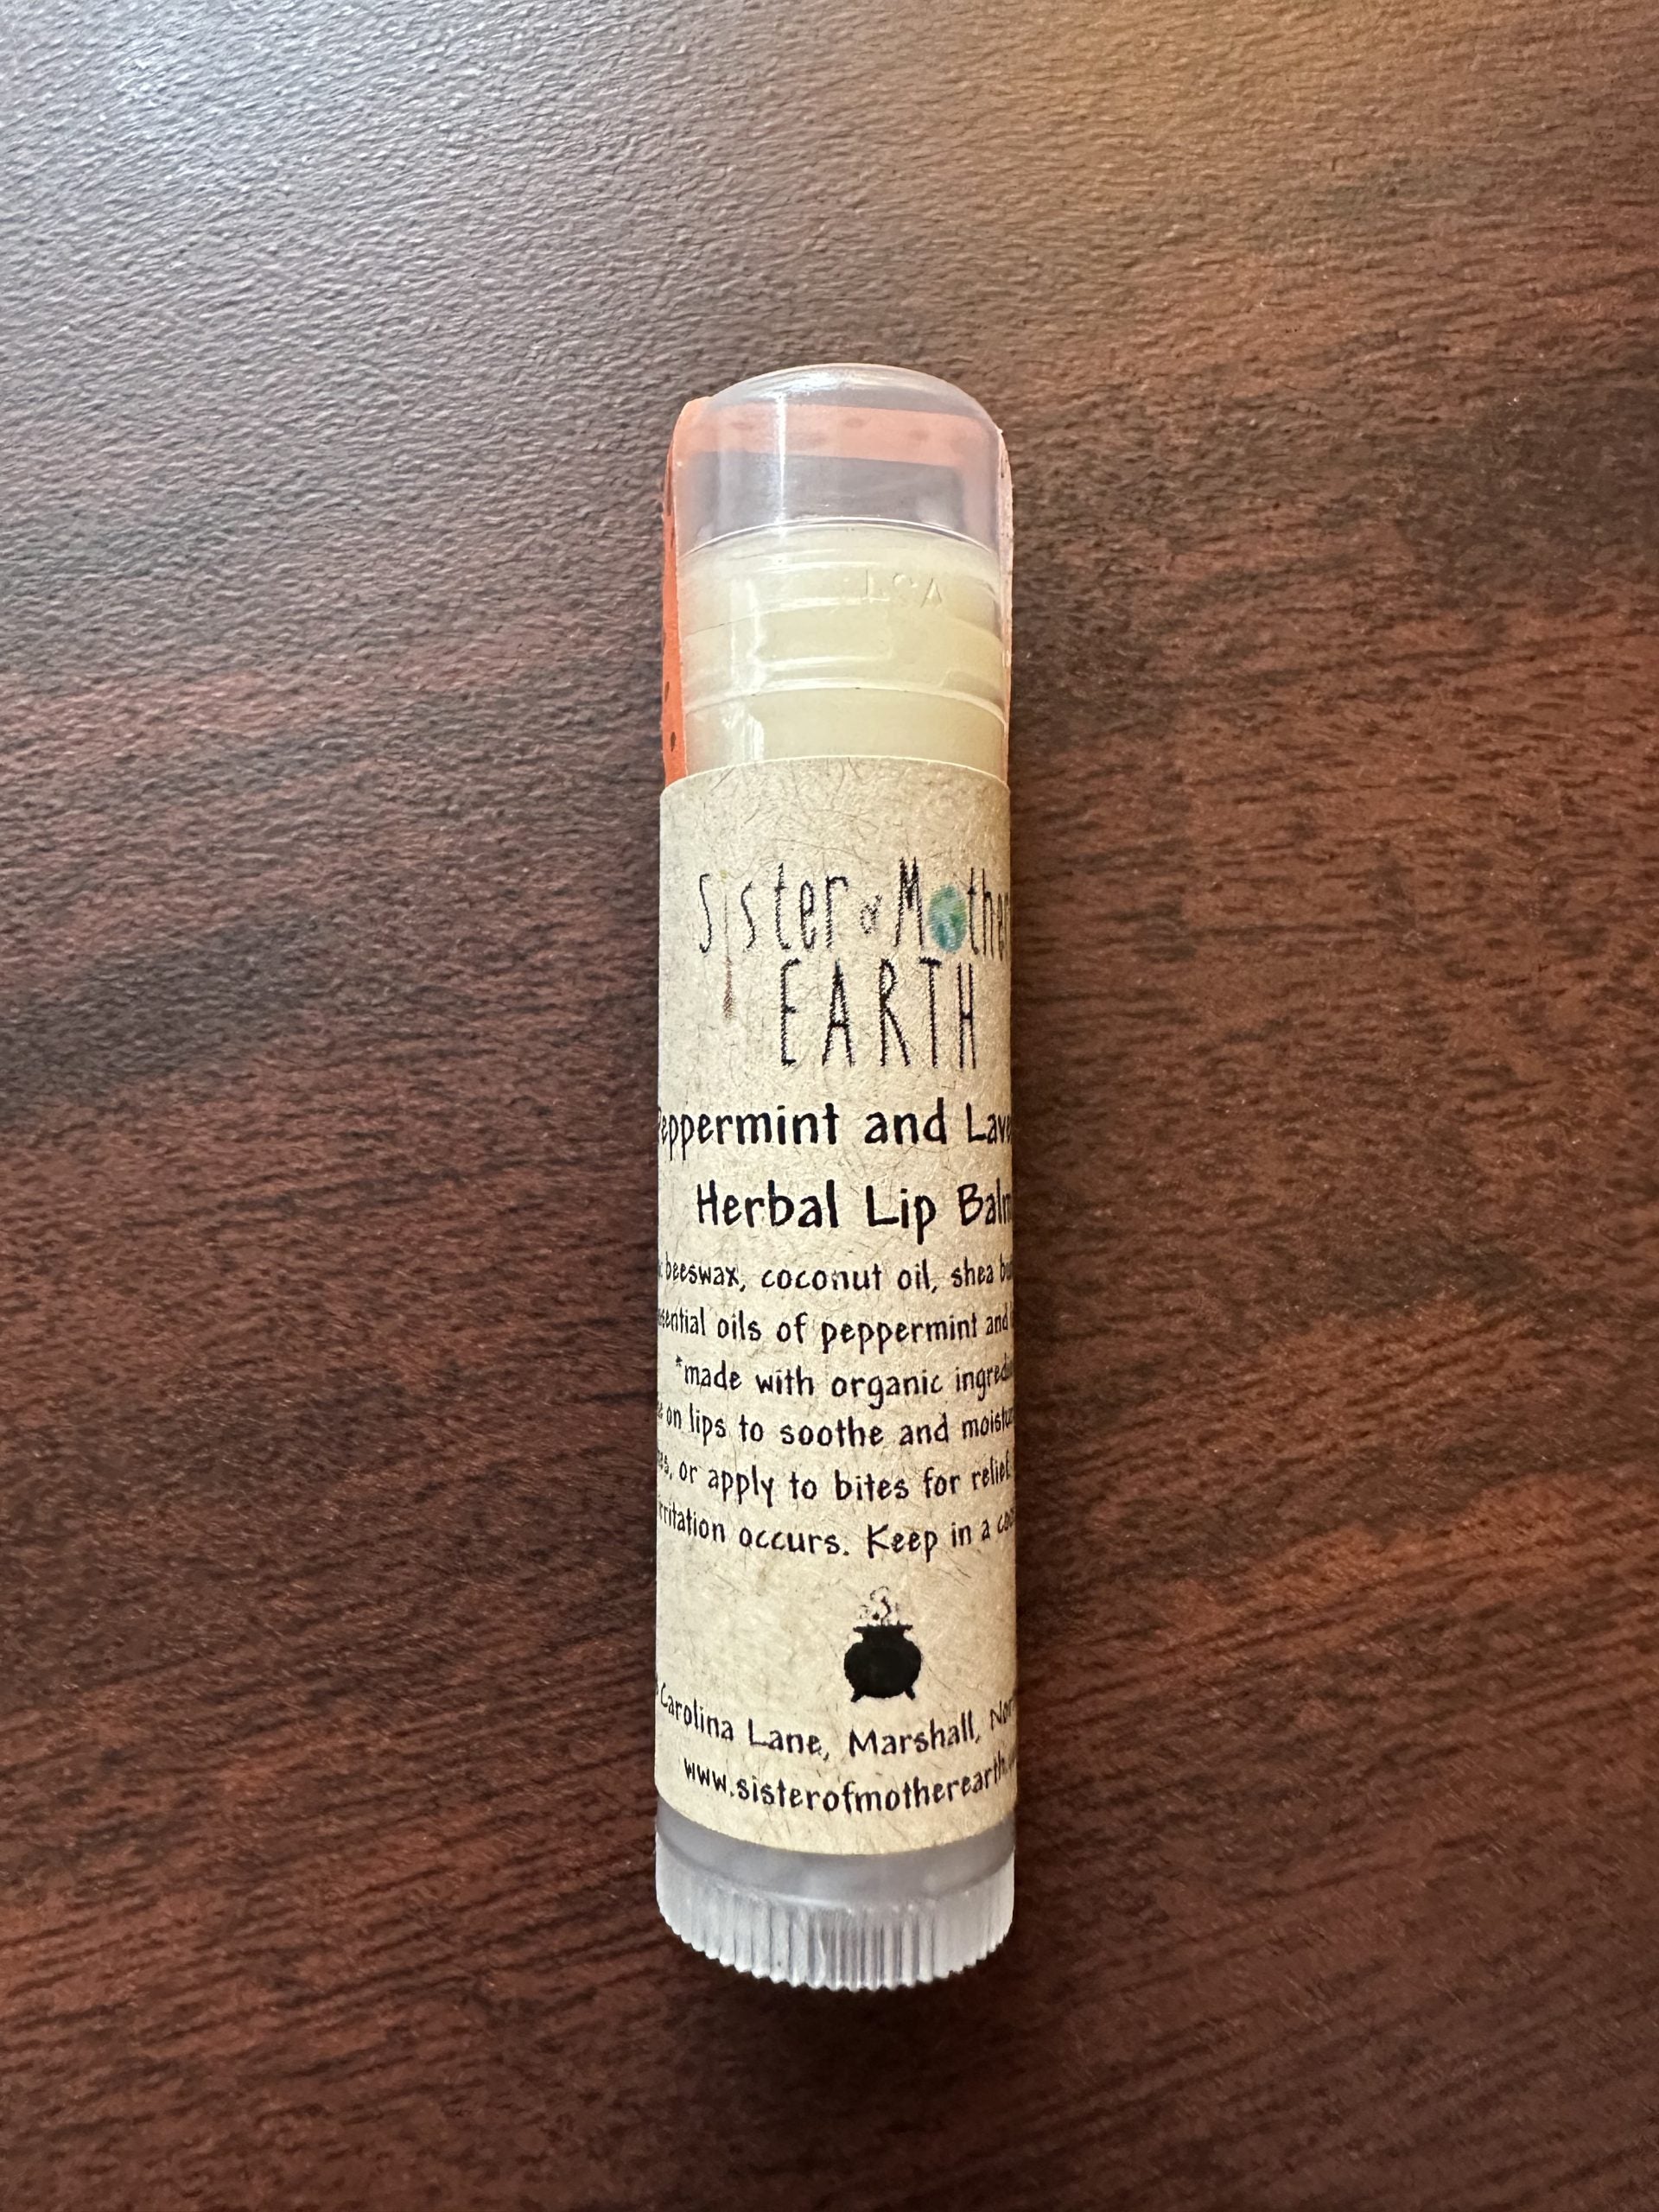 Sister of Mother
EARTH
Peppermint and Lave
Herbal Lip Balm
beeswax, coconut oil, shea bu
sential oils of peppermint and
*made with organic ingred
on lips to soothe and moistu
es, or apply to bites for relief.
irritation occurs. Keep in a coo
Carolina Lane, Marshall, Nor
www.sisterofmotherearth.